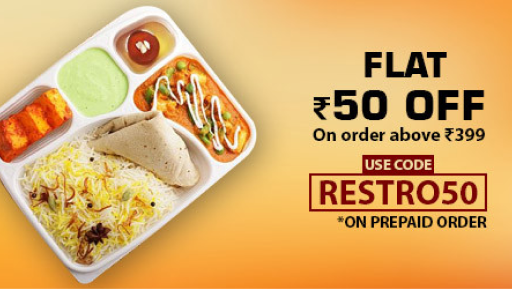 FLAT
₹50 OFF
On order above ₹399
USE CODE
RESTRO50
*ON PREPAID ORDER